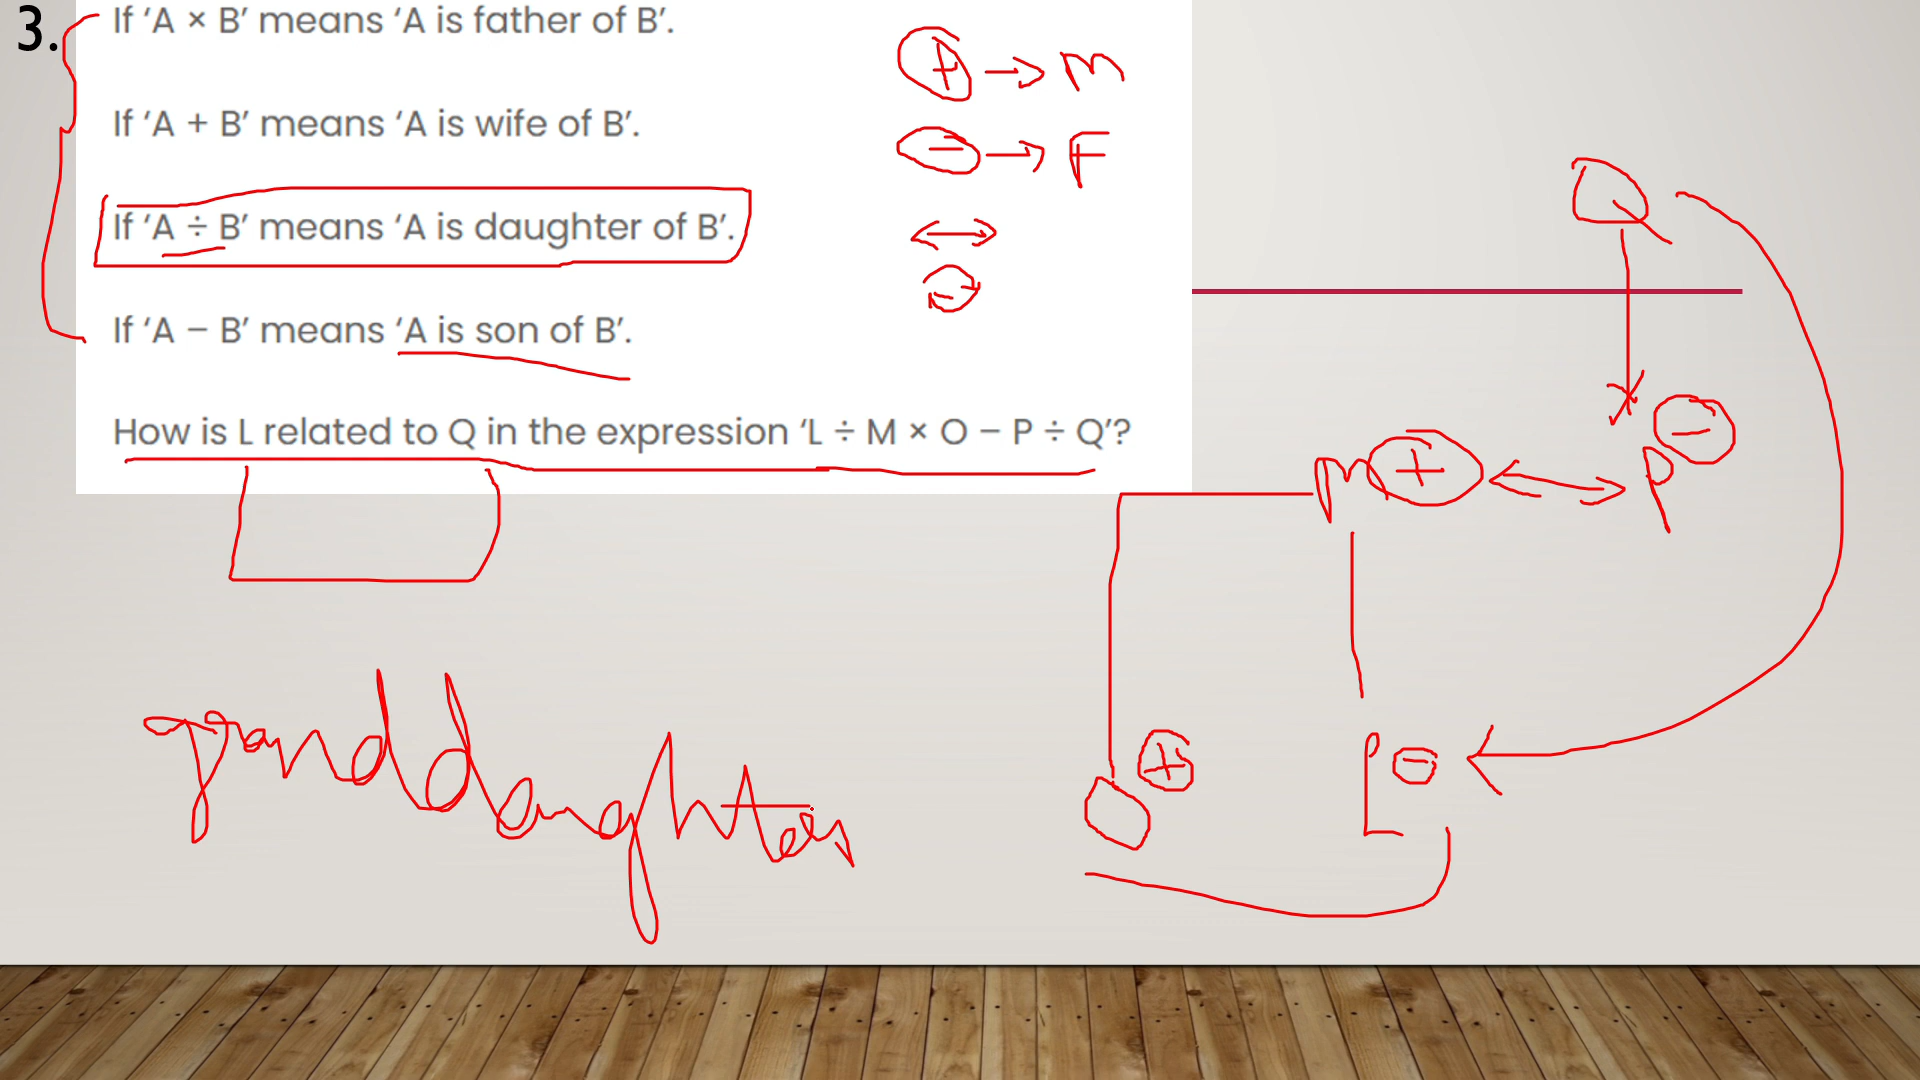 3.
If ‘A × B’ means ‘A is father of B’.
If ‘A + B’ means ‘A is wife of B’.
If ‘A ÷ B’ means ‘A is daughter of B’.
If ‘A – B’ means ‘A is son of B’.
How is L related to Q in the expression ‘L ÷ M × O – P ÷ Q’?
+ → M
− → F
↔
Q
M + ↔ P −
O +
L −
granddaughter